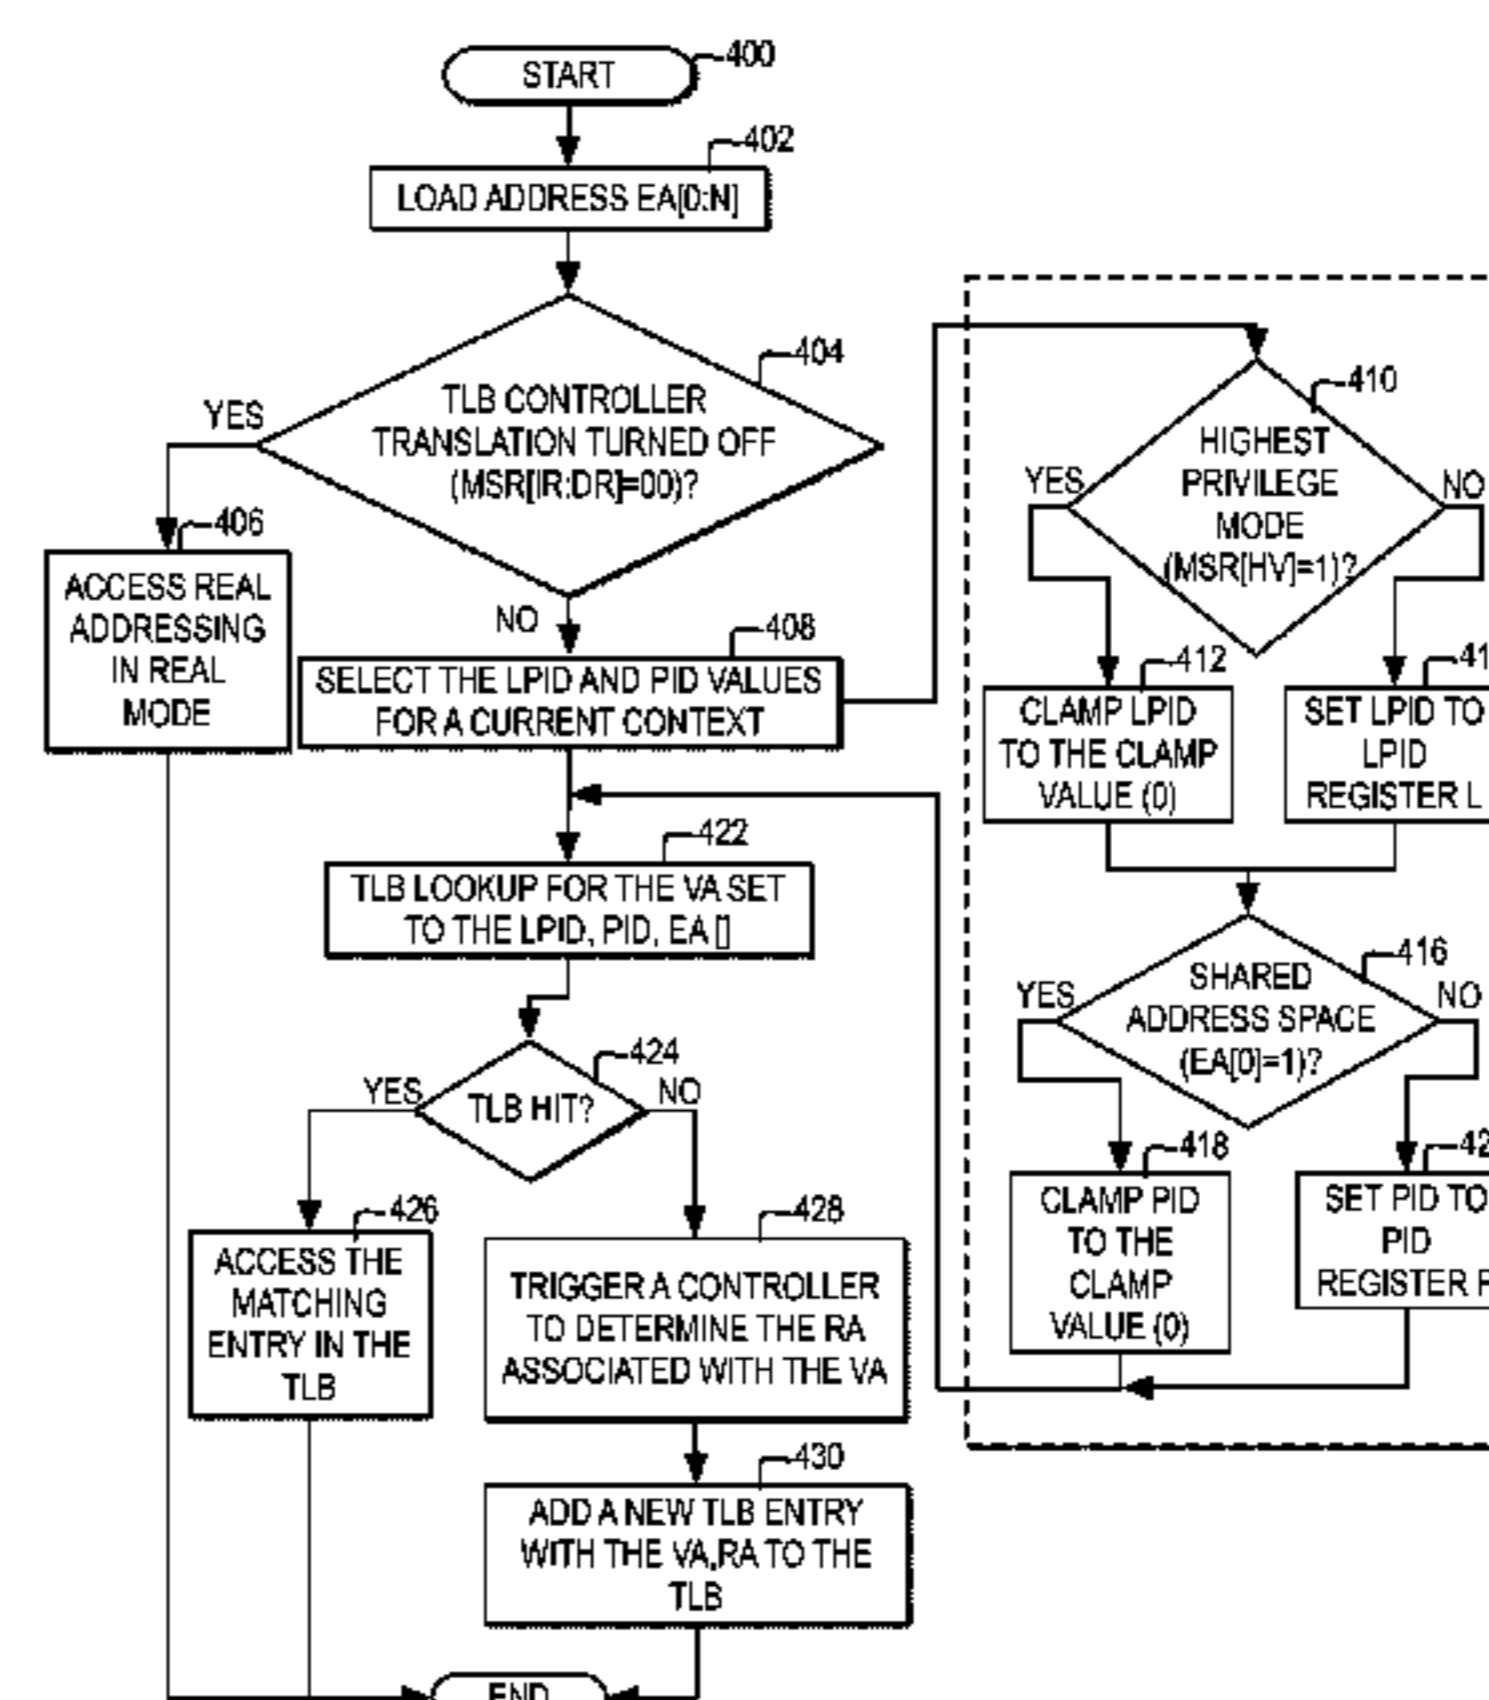 START
400
402
LOAD ADDRESS EA[0:N]
404
TLB CONTROLLER
TRANSLATION TURNED OFF
(MSR[IR:DR]=00)?
YES
NO
406
ACCESS REAL
ADDRESSING
IN REAL
MODE
408
SELECT THE LPID AND PID VALUES
FOR A CURRENT CONTEXT
410
HIGHEST
PRIVILEGE
MODE
(MSR[HV]=1)?
YES
NO
412
CLAMP LPID
TO THE CLAMP
VALUE (0)
41
SET LPID TO
LPID
REGISTER L
416
SHARED
ADDRESS SPACE
(EA[0]=1)?
YES
NO
418
CLAMP PID
TO THE
CLAMP
VALUE (0)
42
SET PID TO
PID
REGISTER
422
TLB LOOKUP FOR THE VA SET
TO THE LPID, PID, EA []
424
TLB HIT?
YES
NO
426
ACCESS THE
MATCHING
ENTRY IN THE
TLB
428
TRIGGER A CONTROLLER
TO DETERMINE THE RA
ASSOCIATED WITH THE VA
430
ADD A NEW TLB ENTRY
WITH THE VA,RA TO THE
TLB
END